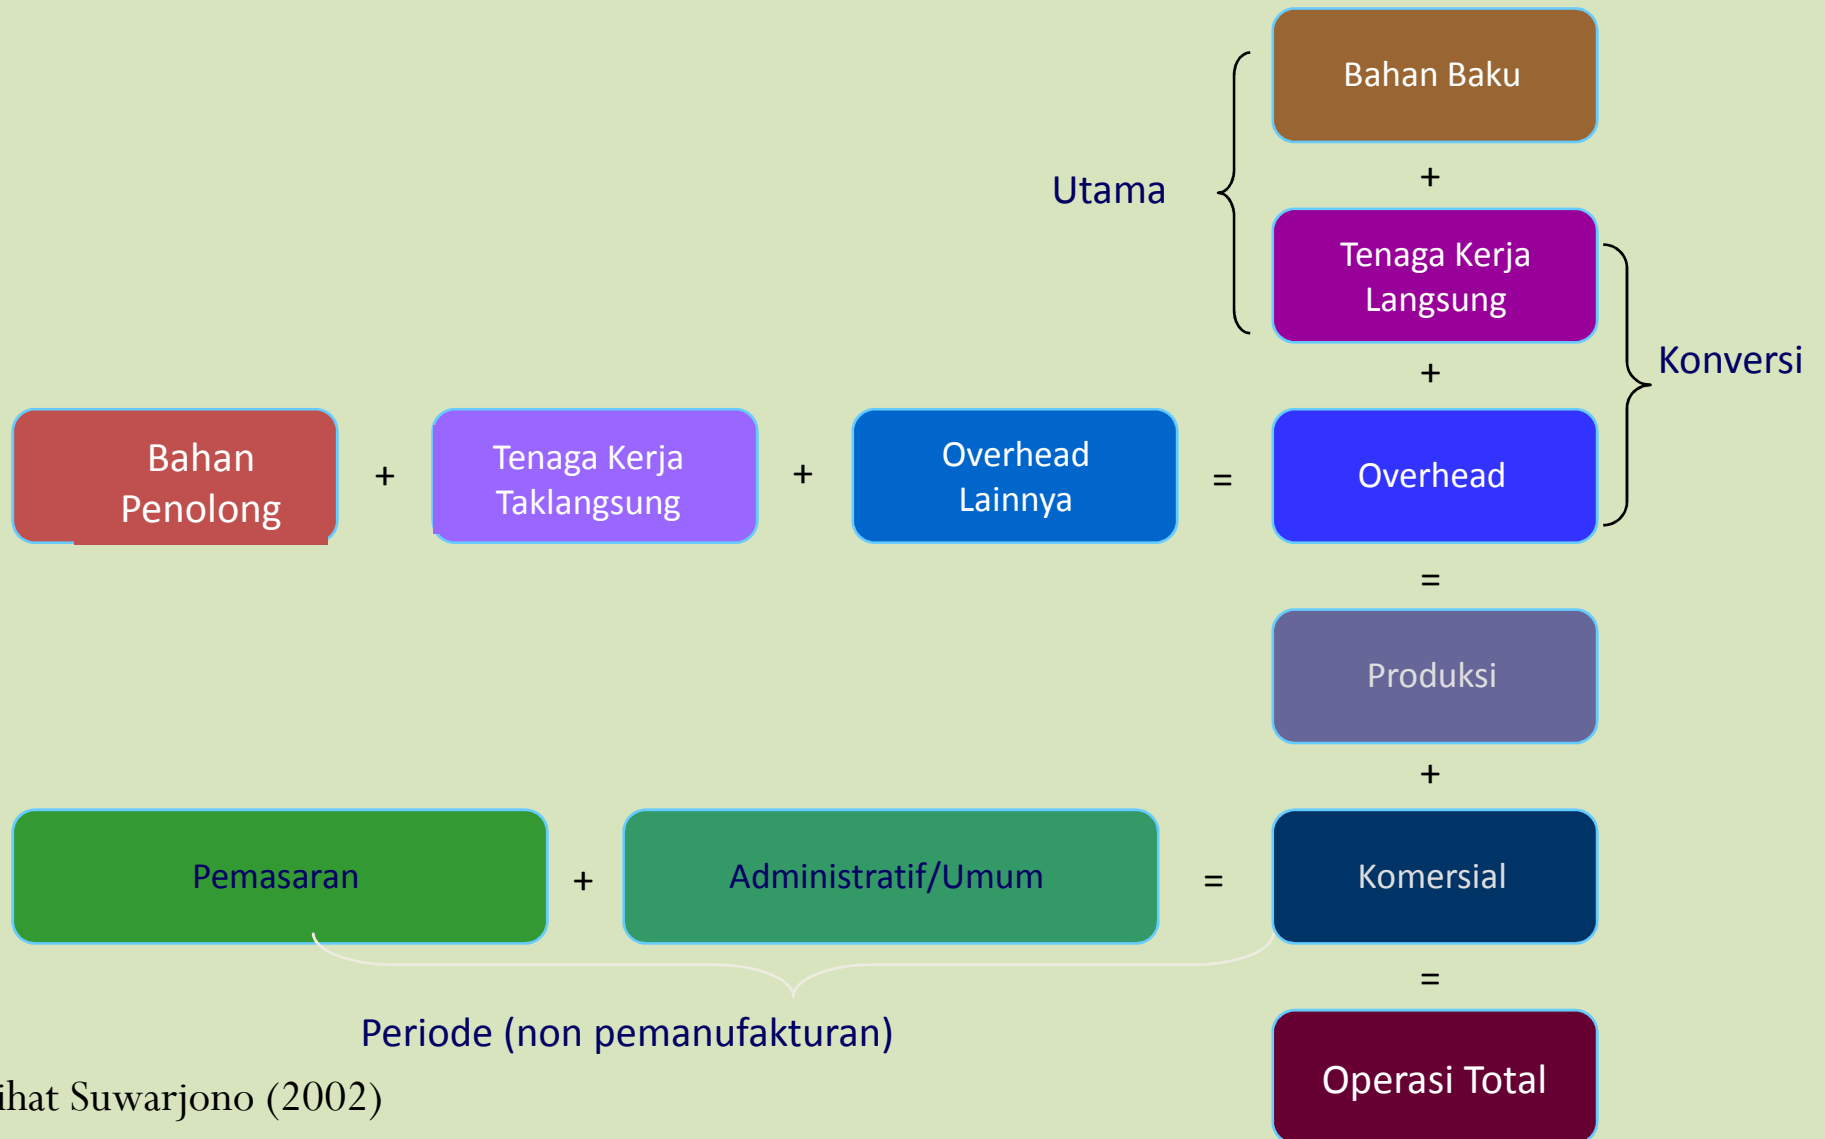 Bahan Baku
+
Utama
Tenaga Kerja
Langsung
+
Konversi
Bahan
Penolong
+
Tenaga Kerja
Taklangsung
+
Overhead
Lainnya
=
Overhead
=
Produksi
+
Pemasaran
+
Administratif/Umum
=
Komersial
=
Periode (non pemanufakturan)
Operasi Total
ihat Suwarjono (2002)